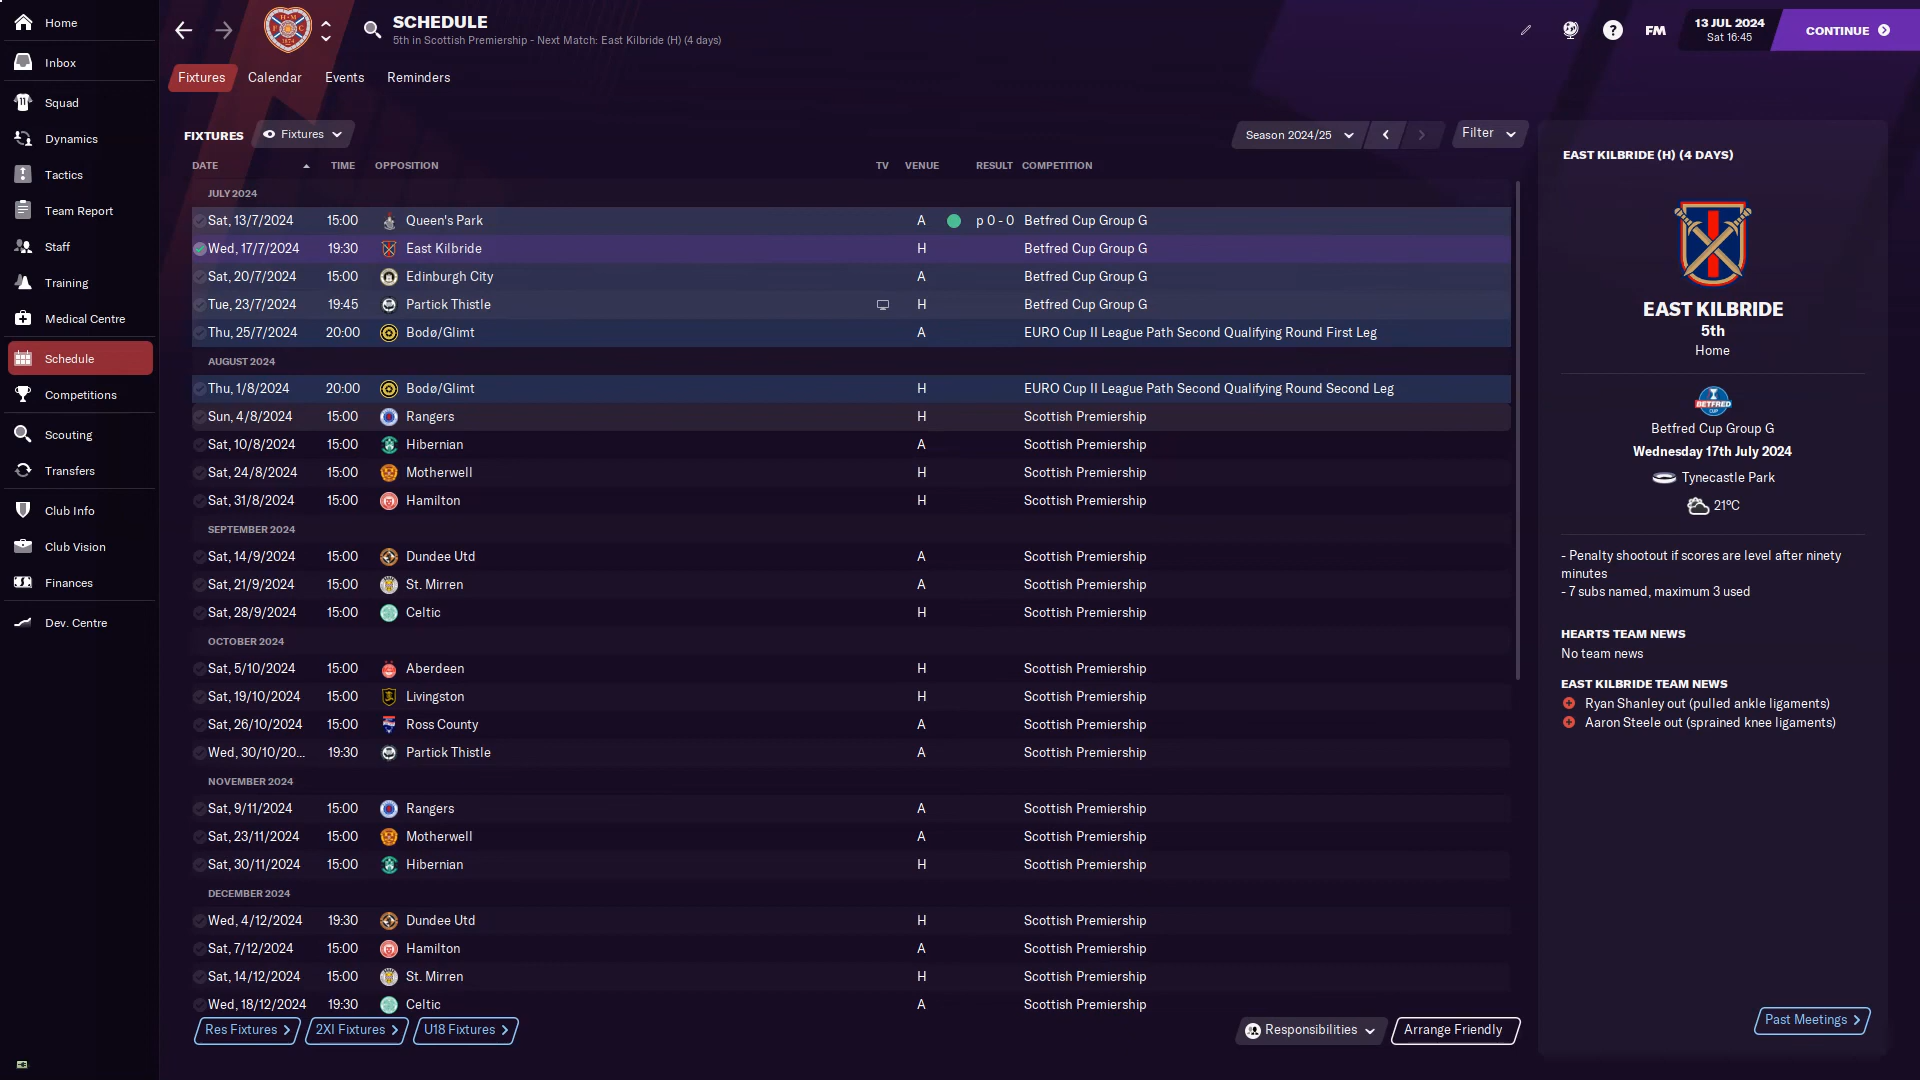 Home
Inbox
Squad
Dynamics
Tactics
Team Report
Staff
Training
Medical Centre
Schedule
Competitions
Scouting
Transfers
Club Info
Club Vision
Finances
Dev. Centre
SCHEDULE
5th in Scottish Premiership - Next Match: East Kilbride (H) (4 days)
FM
13 JUL 2024
Sat 16:45
CONTINUE
Fixtures Calendar Events Reminders
FIXTURES Fixtures Season 2024/25 Filter
DATE TIME OPPOSITION TV VENUE RESULT COMPETITION
JULY 2024
Sat, 13/7/2024 15:00 Queen's Park A p 0 - 0 Betfred Cup Group G
Wed, 17/7/2024 19:30 East Kilbride H Betfred Cup Group G
Sat, 20/7/2024 15:00 Edinburgh City A Betfred Cup Group G
Tue, 23/7/2024 19:45 Partick Thistle H Betfred Cup Group G
Thu, 25/7/2024 20:00 Bodø/Glimt A EURO Cup II League Path Second Qualifying Round First Leg
AUGUST 2024
Thu, 1/8/2024 20:00 Bodø/Glimt H EURO Cup II League Path Second Qualifying Round Second Leg
Sun, 4/8/2024 15:00 Rangers H Scottish Premiership
Sat, 10/8/2024 15:00 Hibernian A Scottish Premiership
Sat, 24/8/2024 15:00 Motherwell H Scottish Premiership
Sat, 31/8/2024 15:00 Hamilton H Scottish Premiership
SEPTEMBER 2024
Sat, 14/9/2024 15:00 Dundee Utd A Scottish Premiership
Sat, 21/9/2024 15:00 St. Mirren A Scottish Premiership
Sat, 28/9/2024 15:00 Celtic H Scottish Premiership
OCTOBER 2024
Sat, 5/10/2024 15:00 Aberdeen H Scottish Premiership
Sat, 19/10/2024 15:00 Livingston H Scottish Premiership
Sat, 26/10/2024 15:00 Ross County A Scottish Premiership
Wed, 30/10/20... 19:30 Partick Thistle A Scottish Premiership
NOVEMBER 2024
Sat, 9/11/2024 15:00 Rangers A Scottish Premiership
Sat, 23/11/2024 15:00 Motherwell A Scottish Premiership
Sat, 30/11/2024 15:00 Hibernian H Scottish Premiership
DECEMBER 2024
Wed, 4/12/2024 19:30 Dundee Utd H Scottish Premiership
Sat, 7/12/2024 15:00 Hamilton A Scottish Premiership
Sat, 14/12/2024 15:00 St. Mirren H Scottish Premiership
Wed, 18/12/2024 19:30 Celtic A Scottish Premiership
Res Fixtures 2XI Fixtures U18 Fixtures Responsibilities Arrange Friendly
EAST KILBRIDE (H) (4 DAYS)
EAST KILBRIDE
5th
Home
BETFRED
CUP
Betfred Cup Group G
Wednesday 17th July 2024
Tynecastle Park
21°C
- Penalty shootout if scores are level after ninety
minutes
- 7 subs named, maximum 3 used
HEARTS TEAM NEWS
No team news
EAST KILBRIDE TEAM NEWS
Ryan Shanley out (pulled ankle ligaments)
Aaron Steele out (sprained knee ligaments)
Past Meetings